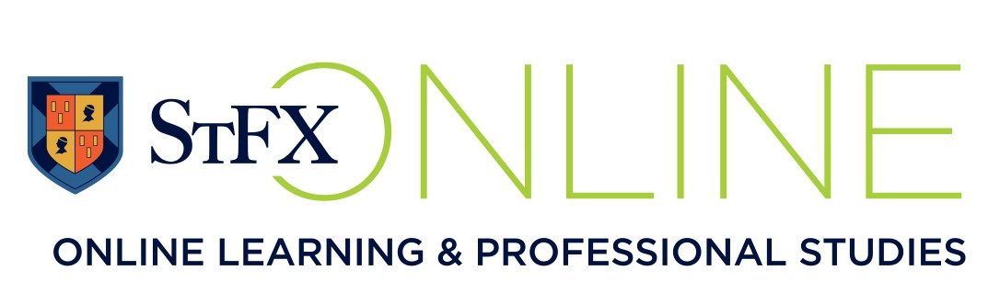 STFX ONLINE
ONLINE LEARNING & PROFESSIONAL STUDIES